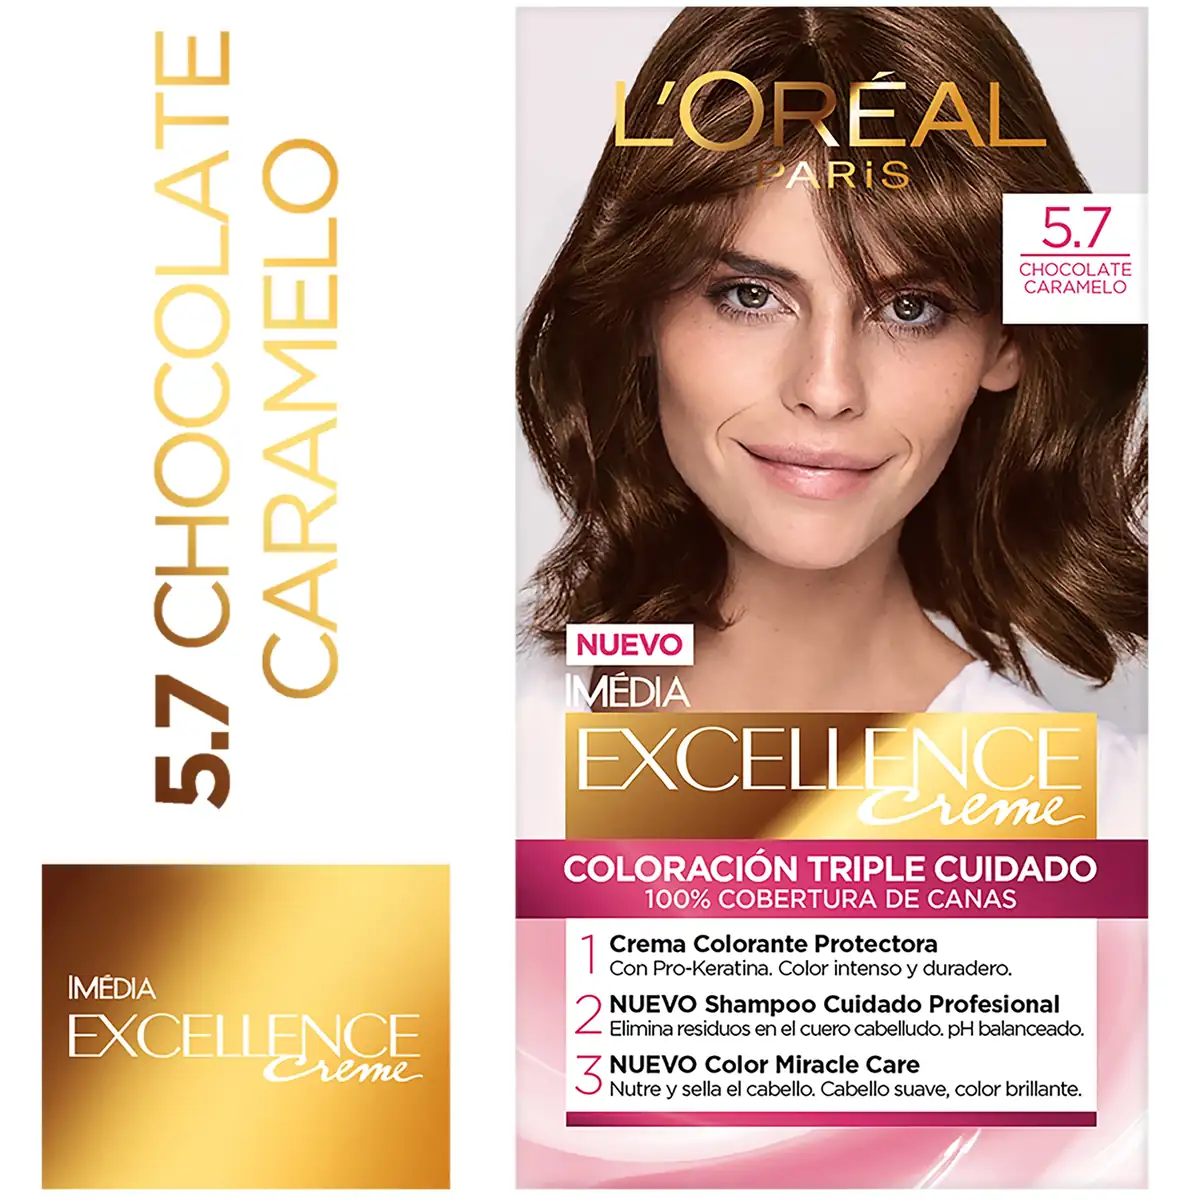 5.7 CHOCOLATE
CARAMELO
IMÉDIA
EXCELLENCE
Creme
L'ORÉAL
PARiS
5.7
CHOCOLATE
CARAMELO
NUEVO
IMÉDIA
EXCELLENCE
Creme
COLORACIÓN TRIPLE CUIDADO
100% COBERTURA DE CANAS
1 Crema Colorante Protectora
Con Pro-Keratina. Color intenso y duradero.
2 NUEVO Shampoo Cuidado Profesional
Elimina residuos en el cuero cabelludo. pH balanceado.
3 NUEVO Color Miracle Care
Nutre y sella el cabello. Cabello suave, color brillante.